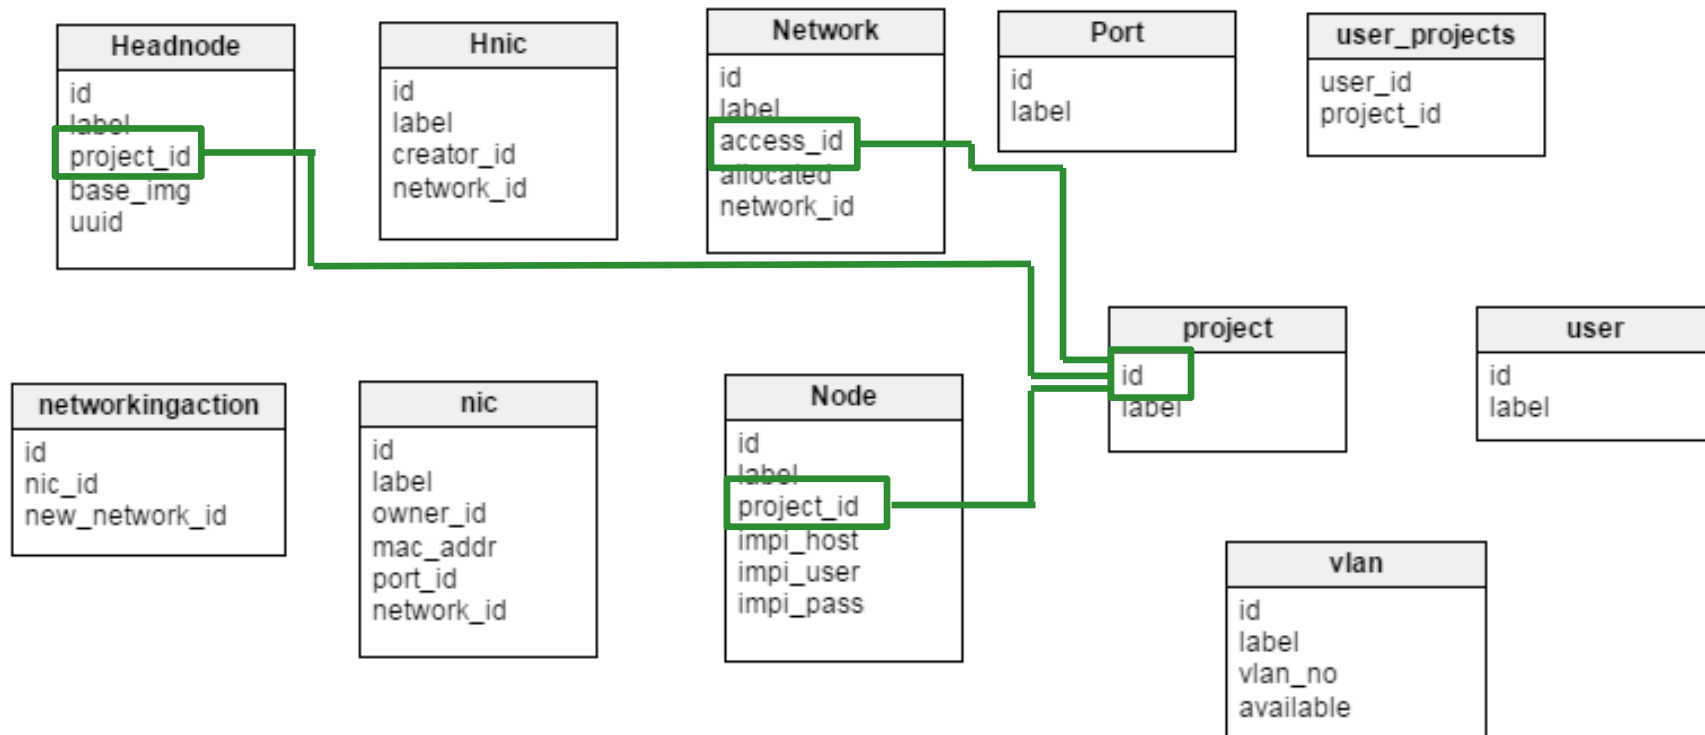 Headnode
id
label
project_id
base_img
uuid
Hnic
id
label
creator_id
network_id
Network
id
label
access_id
allocated
network_id
Port
id
label
user_projects
user_id
project_id
project
id
label
user
id
label
networkingaction
id
nic_id
new_network_id
nic
id
label
owner_id
mac_addr
port_id
network_id
Node
id
label
project_id
impi_host
impi_user
impi_pass
vlan
id
label
vlan_no
available